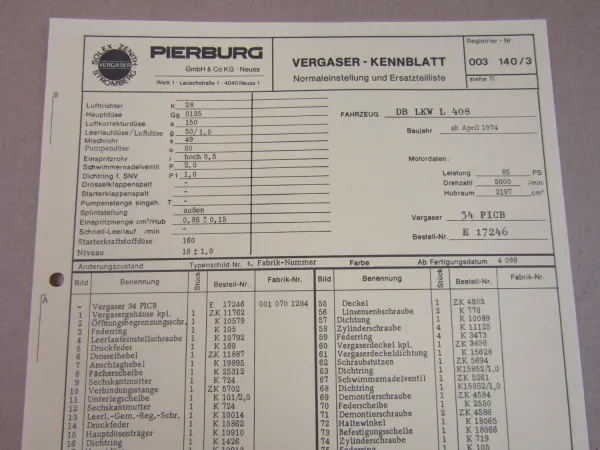 SOLEX ZENITH
VERGASER
STROMBERG
PIERBURG
GmbH & Co KG · Neuss
Werk 1 · Leuschstraße 1 · 4040 Neuss 1
VERGASER - KENNBLATT
Normaleinstellung und Ersatzteilliste
Registrier - Nr.
003 140/3
siehe TI:
B
Luftrichter K 28
Hauptdüse Gg 0135
Luftkorrekturdüse a 150
Leerlaufdüse/Luftdüse g 50/1,5
Mischrohr s 49
Pumpendüse o 80
Einspritzrohr i hoch 0,5
Schwimmernadelventil P 2,0
Dichtring f. SNV P1 1,0
Drosselklappenspalt -
Starterklappenspalt -
Pumpenstange eingeh. T -
Splintstellung außen
Einspritzmenge cm³/Hub 0,85 ± 0,15
Schnell-Leerlauf /min -
Starterkraftstoffdüse 160
Niveau 18 ± 1,0
FAHRZEUG DB LKW L 408
Baujahr ab April 1974
Motordaten:
Leistung 85 PS
Drehzahl 5000 /min
Hubraum 2197 cm³
Vergaser 34 PICB
Bestell-Nr. E 17246
Änderungszustand Typenschild Nr. s. Fabrik-Nummer Farbe Ab Fertigungsdatum 4 098
A
Bild Benennung Stück Bestell-Nr. Fabrik-Nr. Bild Benennung Stück Bestell-Nr. Fabrik-Nr.
- Vergaser 34 PICB E 17246 001 070 1204 55 Deckel 1 ZK 4383
1 Vergasergehäuse kpl. 1 ZK 11762 56 Linsensenkschraube 2 K 776
2 Öffnungsbegrenzungschr. 1 K 10579 57 Dichtung 1 K 10089
3 Federring 1 K 105 58 Zylinderschraube 4 K 11125
4 Leerlaufeinstellschraube 1 K 10792 59 Federring 4 K 3473
5 Druckfeder 1 K 169 60 Vergaserdeckel kpl. 1 ZK 3496
6 Drosselhebel 1 ZK 11887 61 Vergaserdeckeldichtung 1 K 15626
7 Anschlaghebel 1 K 19895 62 Schraubstutzen 1 ZK 5694
8 Fächerscheibe 1 K 25312 63 Dichtring 1 K15852/1,0
9 Sechskantmutter 1 K 724 67 Schwimmernadelventil 1 ZK 5261
10 Verbindungsstange 1 ZK 5702 68 Dichtring 1 K15852/1,0
11 Unterlegscheibe 1 K 101/2,0 69 Demontierschraube 1 ZK 4584
12 Sechskantmutter 1 K 724 70 Federscheibe 1 K 2550
13 Leerl.-Gem.-Reg.-Schr. 1 K 10014 71 Demontierschraube 2 ZK 4586
14 Druckfeder 1 K 15862 72 Haltewinkel 1 K 18065
15 Hauptdüsenträger 1 K 10910 73 Befestigungsschelle 1 K 18066
16 Dichtring 1 K 1426 74 Zylinderschraube 1 K 719
75 Federring 1 K 105